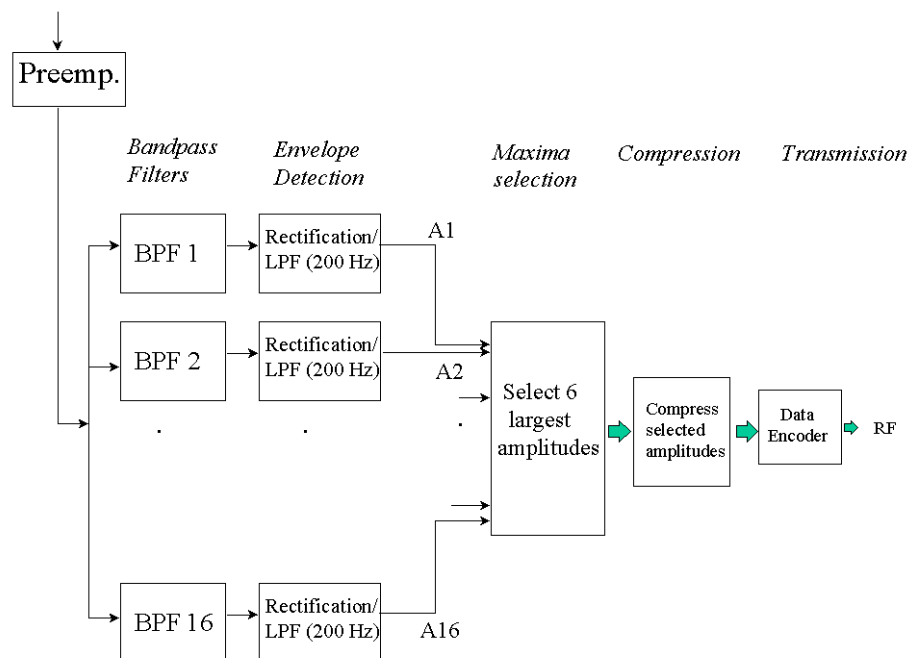 Preemp.
Bandpass
Filters
Envelope
Detection
Maxima
selection
Compression
Transmission
BPF 1
Rectification/
LPF (200 Hz)
A1
BPF 2
Rectification/
LPF (200 Hz)
A2
Select 6
largest
amplitudes
Compress
selected
amplitudes
Data
Encoder
RF
BPF 16
Rectification/
LPF (200 Hz)
A16